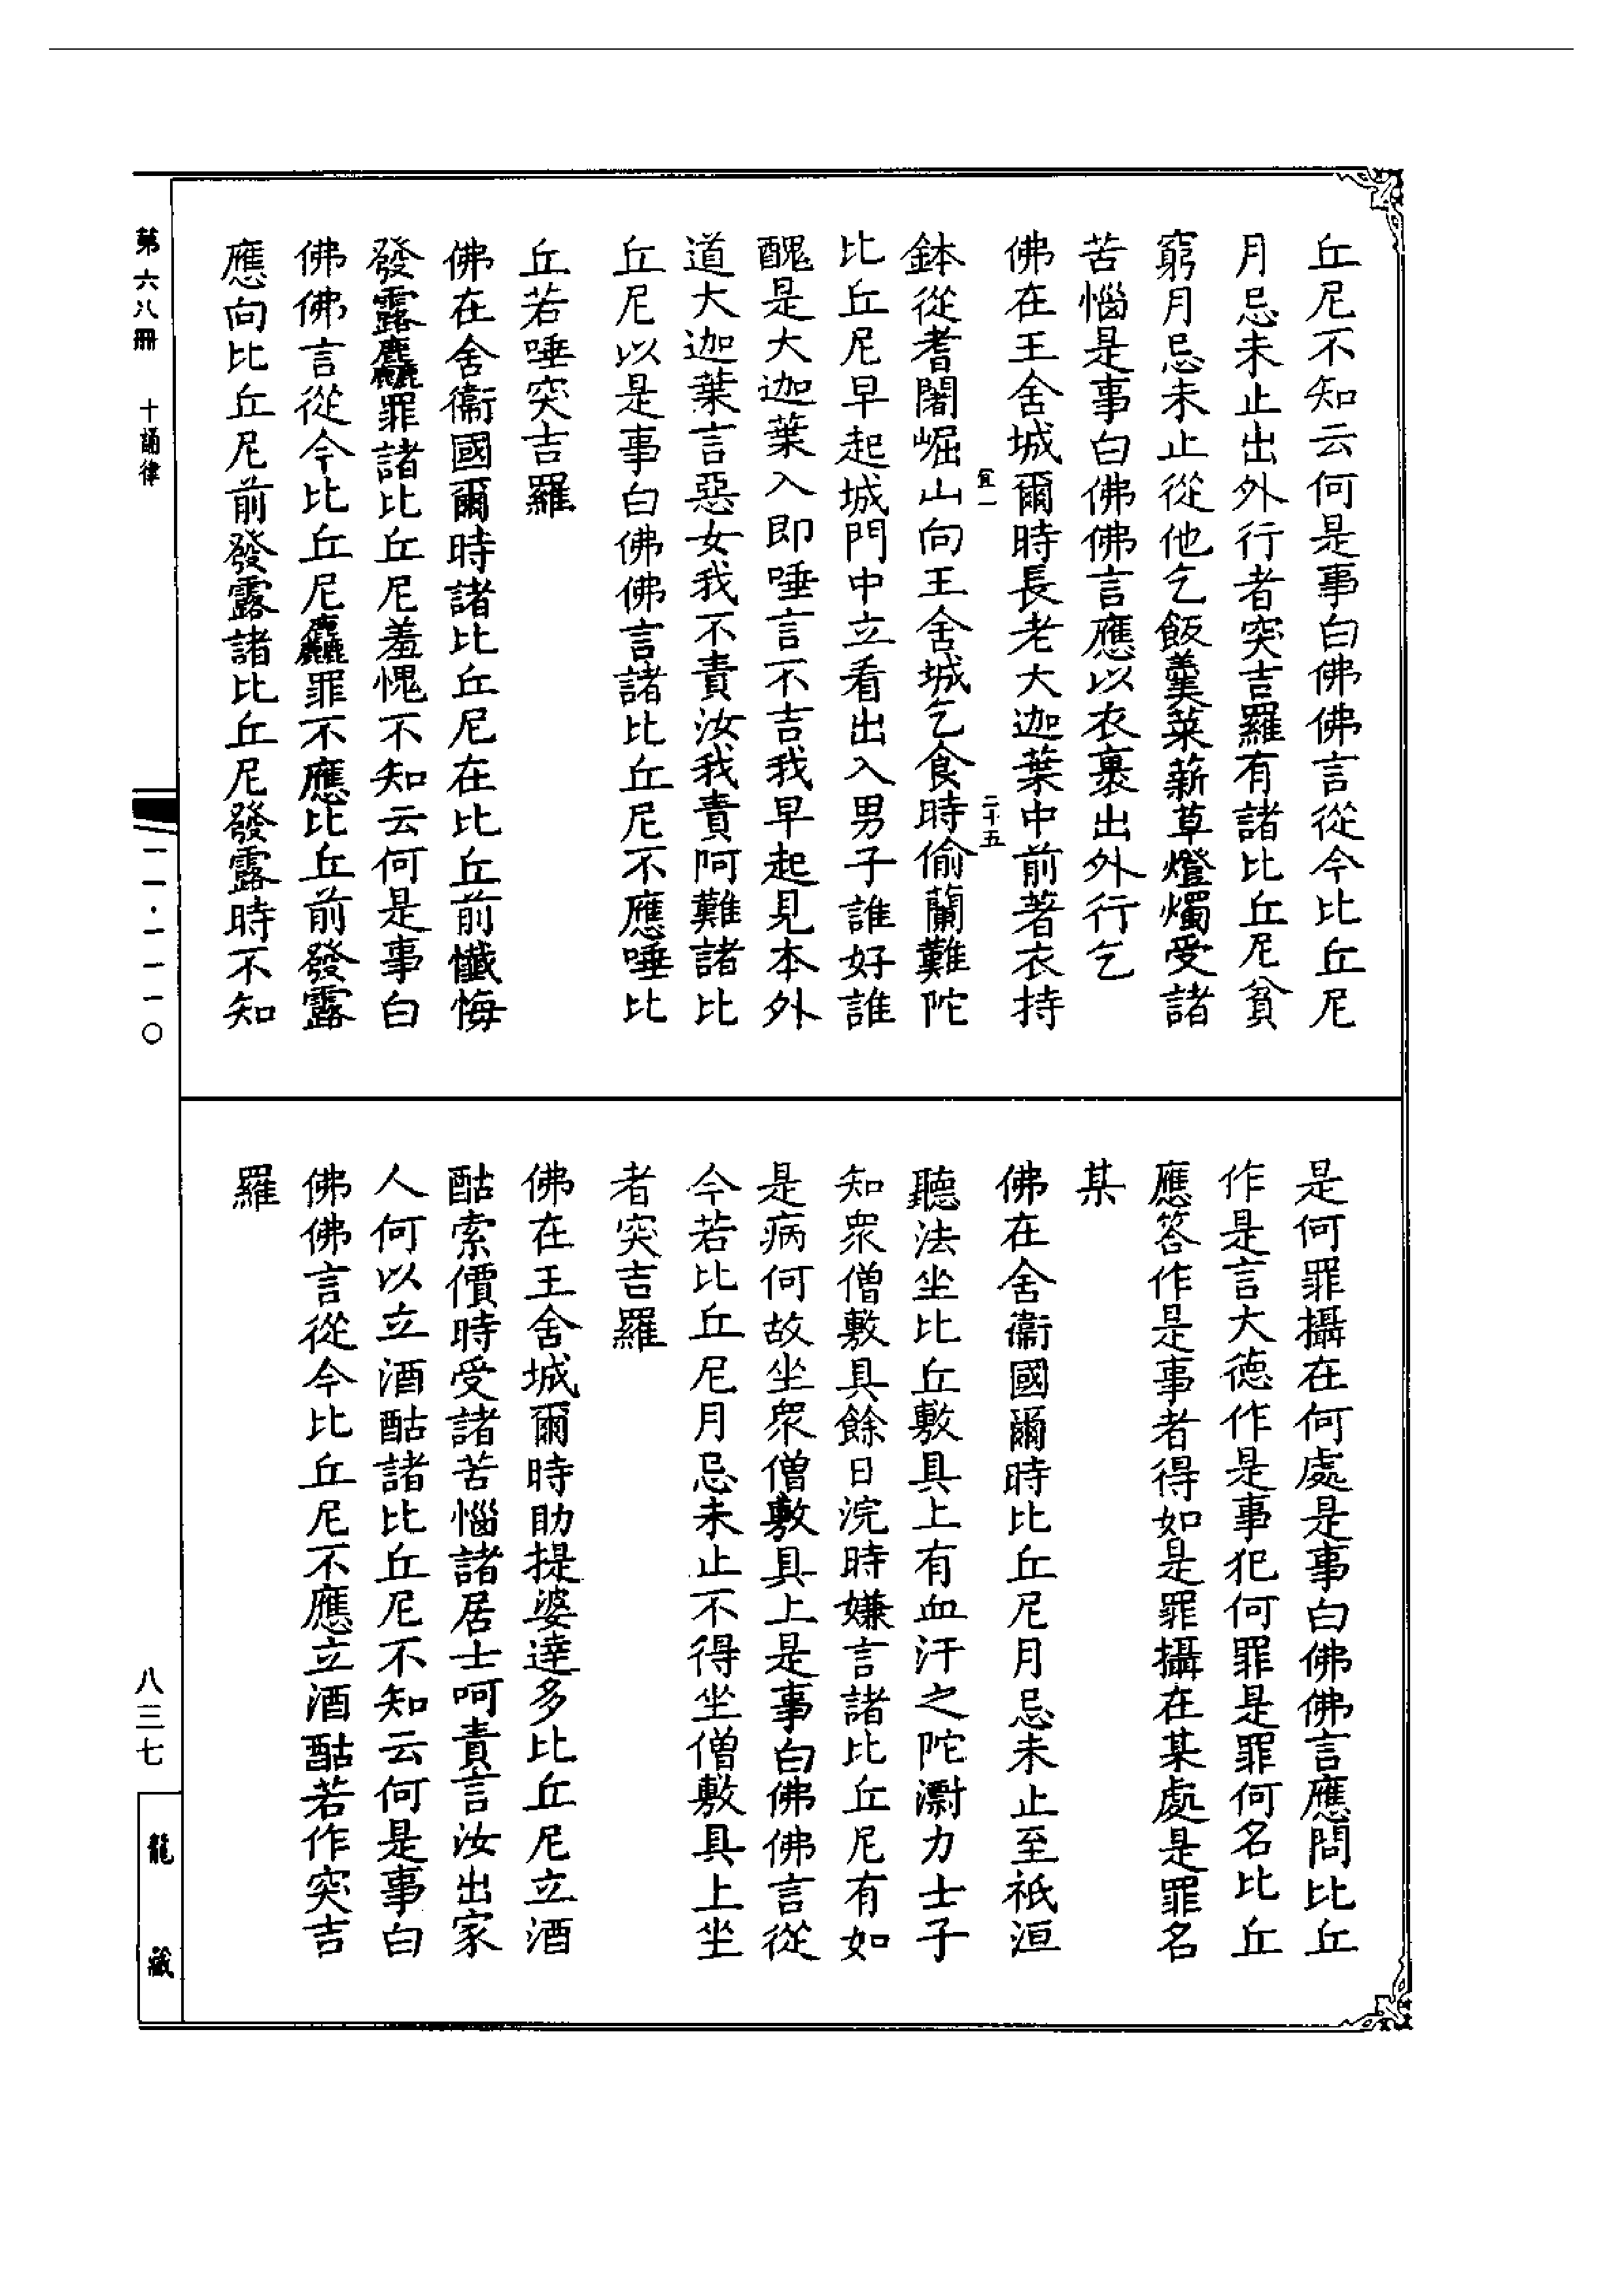 丘尼不知云何是事白佛佛言從今比丘尼
月忌未止出外行者突吉羅有諸比丘尼貧
窮月忌未止從他乞飯羹菜薪草燈燭受諸
苦惱是事白佛佛言應以衣裹出外行乞
佛在王舍城爾時長老大迦葉中前著衣持
宜一
二十五
鉢從耆闍崛山向王舍城乞食時偷蘭難陀
比丘尼早起城門中立看出入男子誰好誰
醜是大迦葉入即唾言不吉我早起見本外
道大迦葉言惡女我不責汝我責阿難諸比
丘尼以是事白佛佛言諸比丘尼不應唾比
丘若唾突吉羅
佛在舍衞國爾時諸比丘尼在比丘前懺悔
發露麤罪諸比丘尼羞愧不知云何是事白
佛佛言從今比丘尼麤罪不應比丘前發露
應向比丘尼前發露諸比丘尼發露時不知
是何罪攝在何處是事白佛佛言應問比丘
作是言大德作是事犯何罪是罪何名比丘
應答作是事者得如是罪攝在某處是罪名
某
佛在舍衞國爾時比丘尼月忌未止至祇洹
聽法坐比丘敷具上有血汙之陀驃力士子
知眾僧敷具餘日浣時嫌言諸比丘尼有如
是病何故坐眾僧敷具上是事白佛佛言從
今若比丘尼月忌未止不得坐僧敷具上坐
者突吉羅
佛在王舍城爾時助提婆達多比丘尼立酒
酤索價時受諸苦惱諸居士呵責言汝出家
人何以立酒酤諸比丘尼不知云何是事白
佛佛言從今比丘尼不應立酒酤若作突吉
羅
第六八冊 十誦律
一一·一一一〇
八三七
龍藏